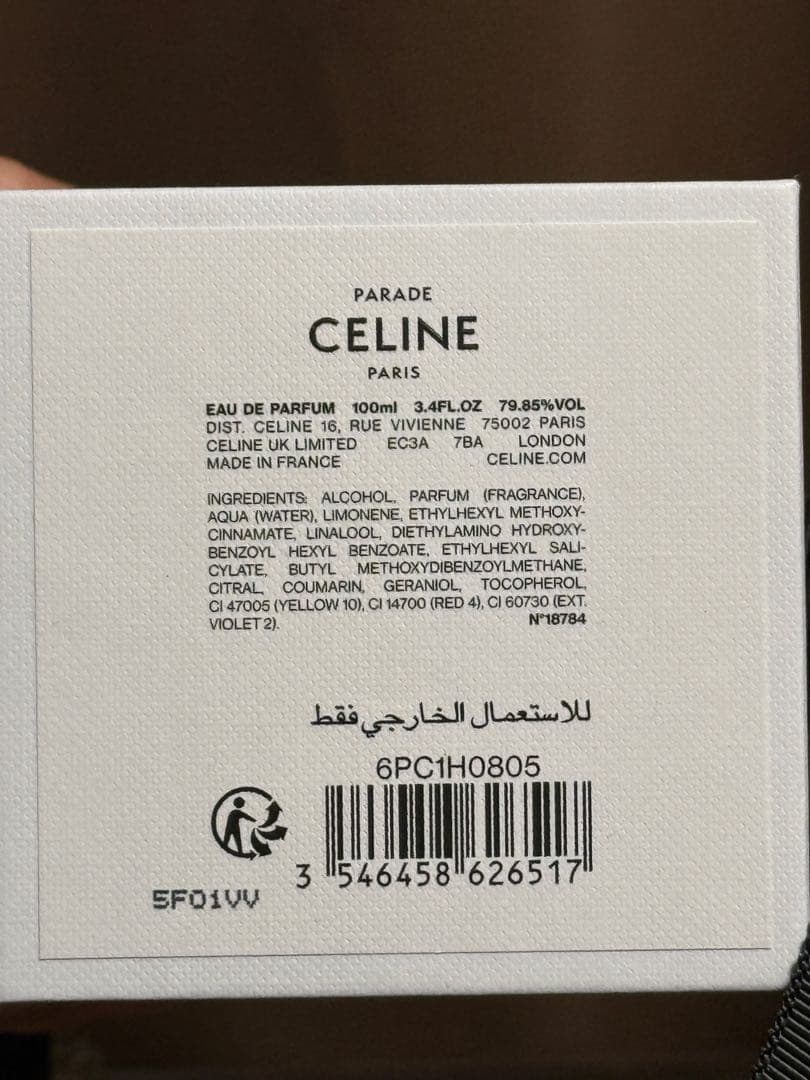 PARADE
CELINE
PARIS
EAU DE PARFUM 100ml 3.4FL.OZ 79.85%VOL
DIST. CELINE 16, RUE VIVIENNE 75002 PARIS
CELINE UK LIMITED EC3A 7BA LONDON
MADE IN FRANCE CELINE.COM
INGREDIENTS: ALCOHOL, PARFUM (FRAGRANCE),
AQUA (WATER), LIMONENE, ETHYLHEXYL METHOXY-
CINNAMATE, LINALOOL, DIETHYLAMINO HYDROXY-
BENZOYL HEXYL BENZOATE, ETHYLHEXYL SALI-
CYLATE, BUTYL METHOXYDIBENZOYLMETHANE,
CITRAL, COUMARIN, GERANIOL, TOCOPHEROL,
CI 47005 (YELLOW 10), CI 14700 (RED 4), CI 60730 (EXT.
VIOLET 2). N°18784
للاستعمال الخارجي فقط
6PC1H0805
3 546458 626517
5F01VV